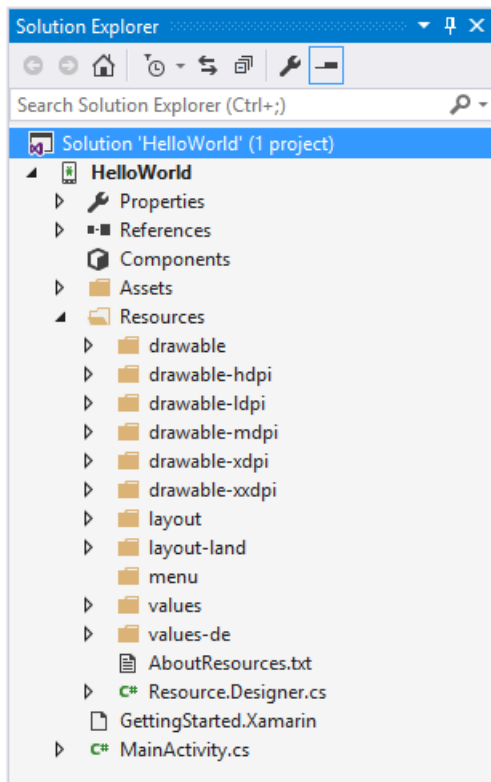 Solution Explorer
Search Solution Explorer (Ctrl+;)
Solution 'HelloWorld' (1 project)
HelloWorld
Properties
References
Components
Assets
Resources
drawable
drawable-hdpi
drawable-ldpi
drawable-mdpi
drawable-xdpi
drawable-xxdpi
layout
layout-land
menu
values
values-de
AboutResources.txt
C# Resource.Designer.cs
GettingStarted.Xamarin
C# MainActivity.cs